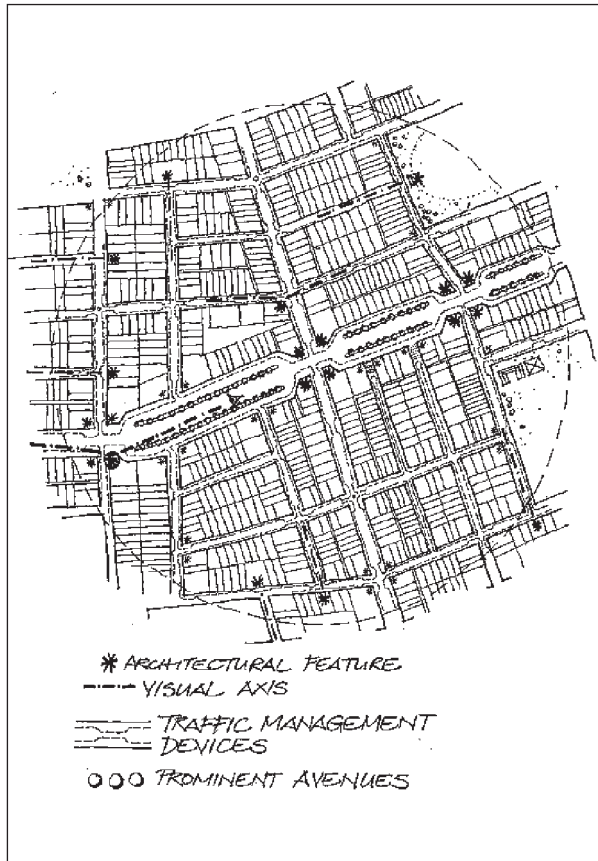 ARCHITECTURAL FEATURE
VISUAL AXIS
TRAFFIC MANAGEMENT
DEVICES
PROMINENT AVENUES